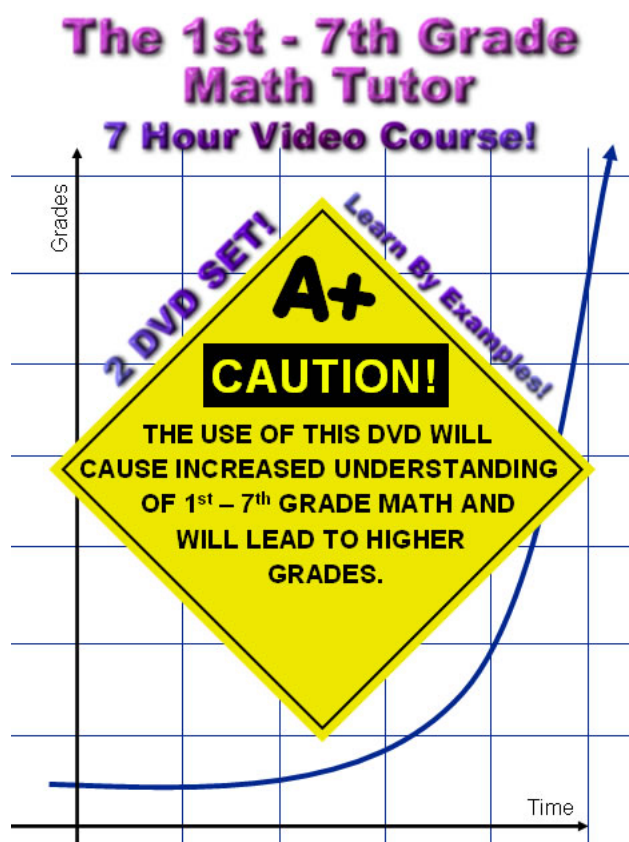 The 1st - 7th Grade
Math Tutor
7 Hour Video Course!
Grades
2 DVD SET!
Learn By Examples!
A+
CAUTION!
THE USE OF THIS DVD WILL
CAUSE INCREASED UNDERSTANDING
OF 1st – 7th GRADE MATH AND
WILL LEAD TO HIGHER
GRADES.
Time